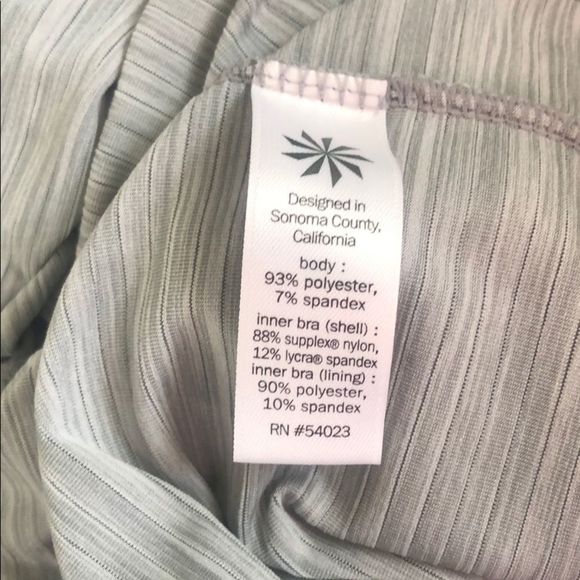 Designed in
Sonoma County,
California
body :
93% polyester,
7% spandex
inner bra (shell) :
88% supplex® nylon,
12% lycra® spandex
inner bra (lining) :
90% polyester,
10% spandex
RN #54023